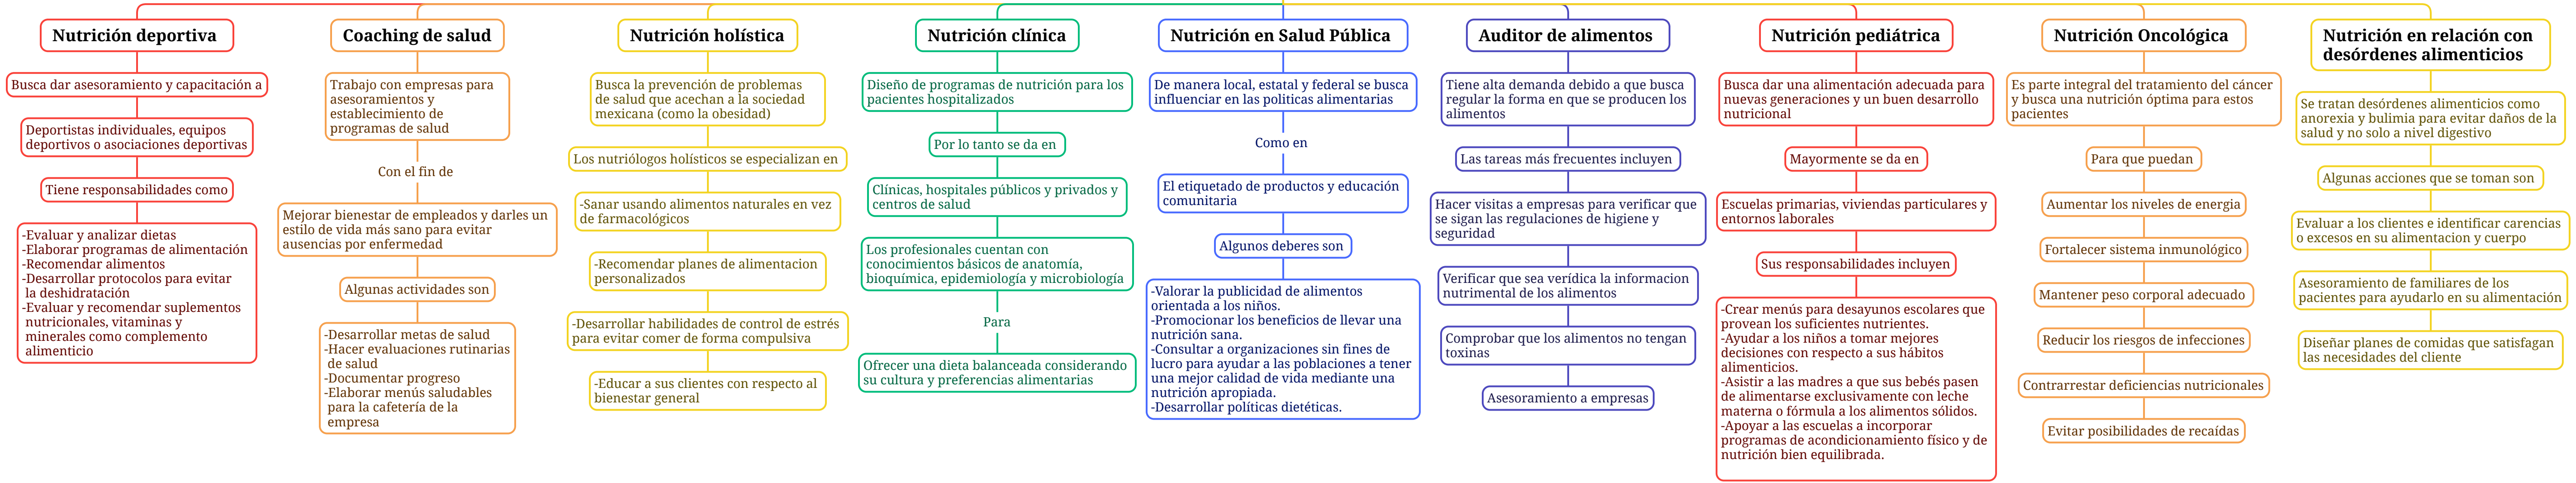 Nutrición deportiva
Busca dar asesoramiento y capacitación a
Deportistas individuales, equipos
deportivos o asociaciones deportivas
Tiene responsabilidades como
-Evaluar y analizar dietas
-Elaborar programas de alimentación
-Recomendar alimentos
-Desarrollar protocolos para evitar
la deshidratación
-Evaluar y recomendar suplementos
nutricionales, vitaminas y
minerales como complemento
alimenticio
Coaching de salud
Trabajo con empresas para
asesoramientos y
establecimiento de
programas de salud
Con el fin de
Mejorar bienestar de empleados y darles un
estilo de vida más sano para evitar
ausencias por enfermedad
Algunas actividades son
-Desarrollar metas de salud
-Hacer evaluaciones rutinarias
de salud
-Documentar progreso
-Elaborar menús saludables
para la cafetería de la
empresa
Nutrición holística
Busca la prevención de problemas
de salud que acechan a la sociedad
mexicana (como la obesidad)
Los nutriólogos holísticos se especializan en
-Sanar usando alimentos naturales en vez
de farmacológicos
-Recomendar planes de alimentacion
personalizados
-Desarrollar habilidades de control de estrés
para evitar comer de forma compulsiva
-Educar a sus clientes con respecto al
bienestar general
Nutrición clínica
Diseño de programas de nutrición para los
pacientes hospitalizados
Por lo tanto se da en
Clínicas, hospitales públicos y privados y
centros de salud
Los profesionales cuentan con
conocimientos básicos de anatomía,
bioquímica, epidemiología y microbiología
Para
Ofrecer una dieta balanceada considerando
su cultura y preferencias alimentarias
Nutrición en Salud Pública
De manera local, estatal y federal se busca
influenciar en las politicas alimentarias
Como en
El etiquetado de productos y educación
comunitaria
Algunos deberes son
-Valorar la publicidad de alimentos
orientada a los niños.
-Promocionar los beneficios de llevar una
nutrición sana.
-Consultar a organizaciones sin fines de
lucro para ayudar a las poblaciones a tener
una mejor calidad de vida mediante una
nutrición apropiada.
-Desarrollar políticas dietéticas.
Auditor de alimentos
Tiene alta demanda debido a que busca
regular la forma en que se producen los
alimentos
Las tareas más frecuentes incluyen
Hacer visitas a empresas para verificar que
se sigan las regulaciones de higiene y
seguridad
Verificar que sea verídica la informacion
nutrimental de los alimentos
Comprobar que los alimentos no tengan
toxinas
Asesoramiento a empresas
Nutrición pediátrica
Busca dar una alimentación adecuada para
nuevas generaciones y un buen desarrollo
nutricional
Mayormente se da en
Escuelas primarias, viviendas particulares y
entornos laborales
Sus responsabilidades incluyen
-Crear menús para desayunos escolares que
provean los suficientes nutrientes.
-Ayudar a los niños a tomar mejores
decisiones con respecto a sus hábitos
alimenticios.
-Asistir a las madres a que sus bebés pasen
de alimentarse exclusivamente con leche
materna o fórmula a los alimentos sólidos.
-Apoyar a las escuelas a incorporar
programas de acondicionamiento físico y de
nutrición bien equilibrada.
Nutrición Oncológica
Es parte integral del tratamiento del cáncer
y busca una nutrición óptima para estos
pacientes
Para que puedan
Aumentar los niveles de energia
Fortalecer sistema inmunológico
Mantener peso corporal adecuado
Reducir los riesgos de infecciones
Contrarrestar deficiencias nutricionales
Evitar posibilidades de recaídas
Nutrición en relación con
desórdenes alimenticios
Se tratan desórdenes alimenticios como
anorexia y bulimia para evitar daños de la
salud y no solo a nivel digestivo
Algunas acciones que se toman son
Evaluar a los clientes e identificar carencias
o excesos en su alimentacion y cuerpo
Asesoramiento de familiares de los
pacientes para ayudarlo en su alimentación
Diseñar planes de comidas que satisfagan
las necesidades del cliente